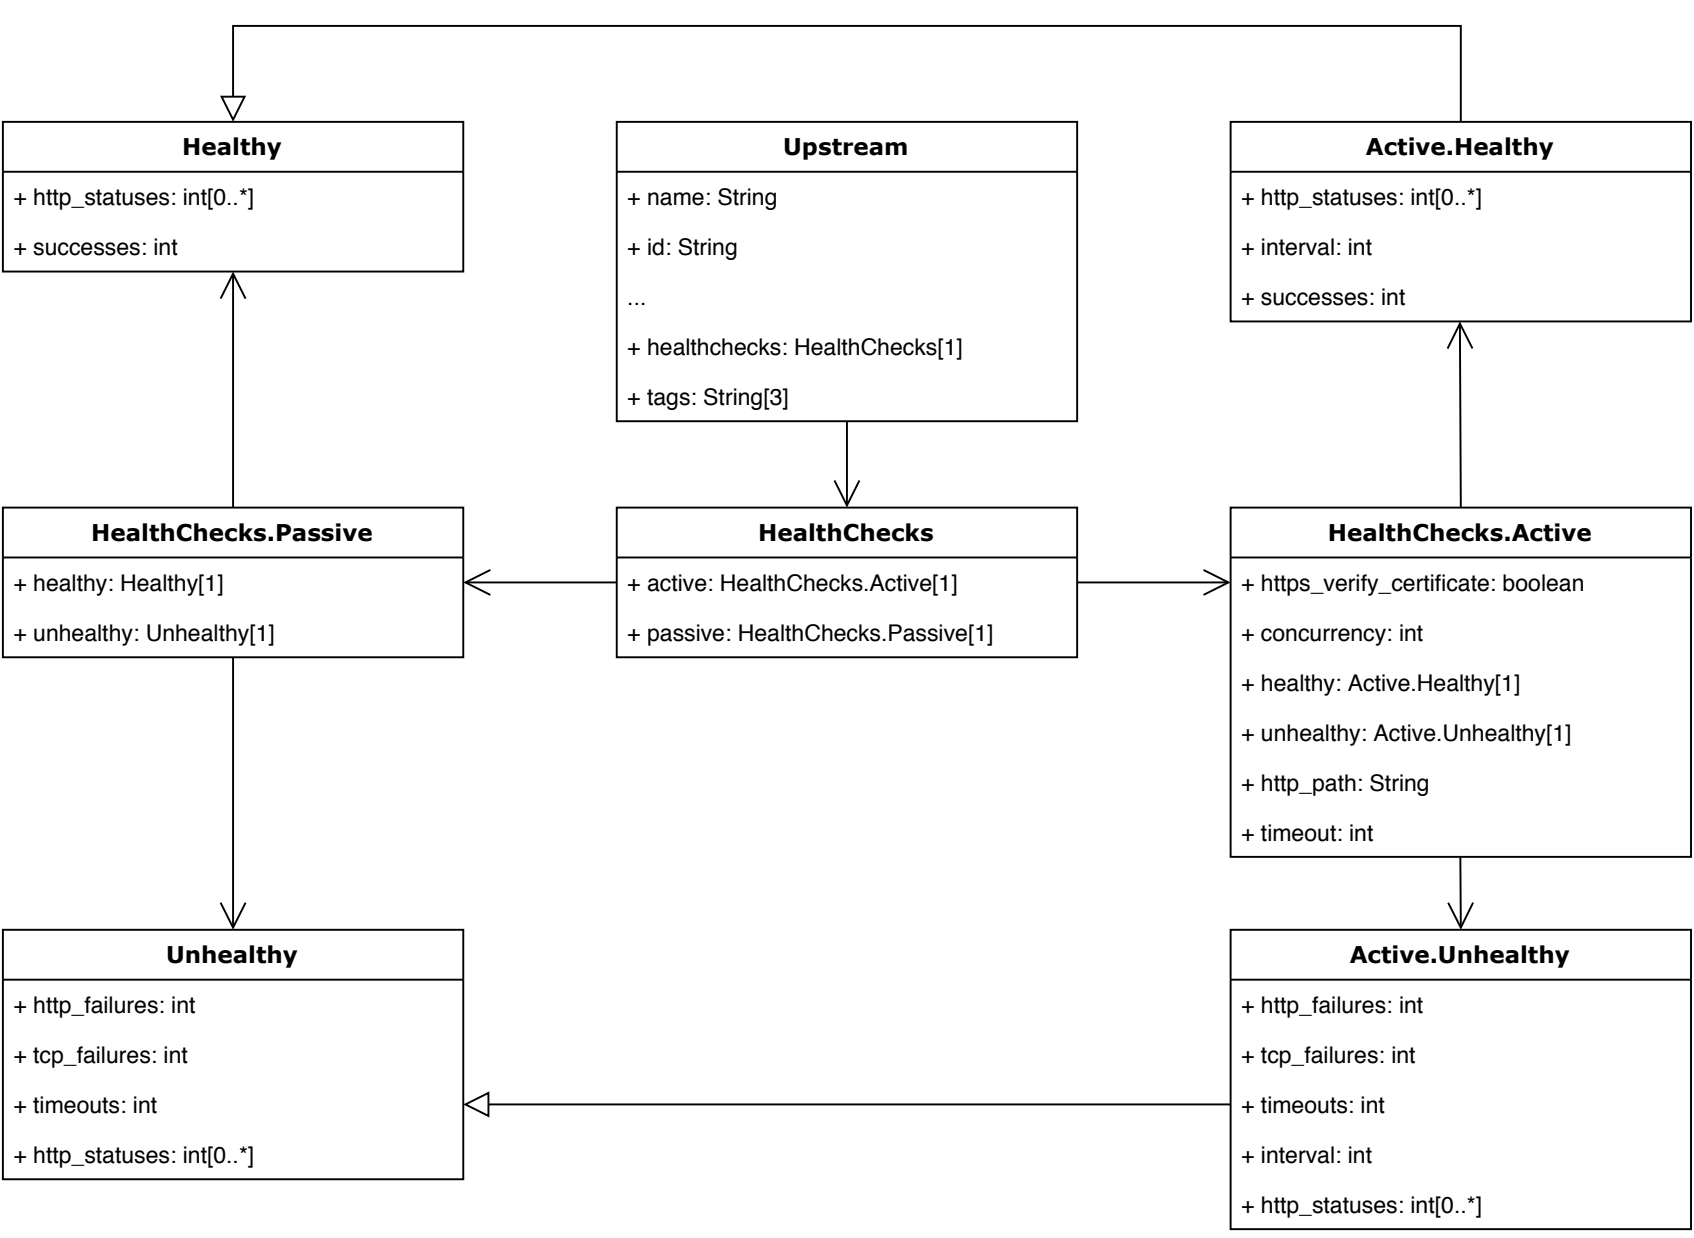 Healthy
+ http_statuses: int[0..*]
+ successes: int
Upstream
+ name: String
+ id: String
...
+ healthchecks: HealthChecks[1]
+ tags: String[3]
Active.Healthy
+ http_statuses: int[0..*]
+ interval: int
+ successes: int
HealthChecks.Passive
+ healthy: Healthy[1]
+ unhealthy: Unhealthy[1]
HealthChecks
+ active: HealthChecks.Active[1]
+ passive: HealthChecks.Passive[1]
HealthChecks.Active
+ https_verify_certificate: boolean
+ concurrency: int
+ healthy: Active.Healthy[1]
+ unhealthy: Active.Unhealthy[1]
+ http_path: String
+ timeout: int
Unhealthy
+ http_failures: int
+ tcp_failures: int
+ timeouts: int
+ http_statuses: int[0..*]
Active.Unhealthy
+ http_failures: int
+ tcp_failures: int
+ timeouts: int
+ interval: int
+ http_statuses: int[0..*]